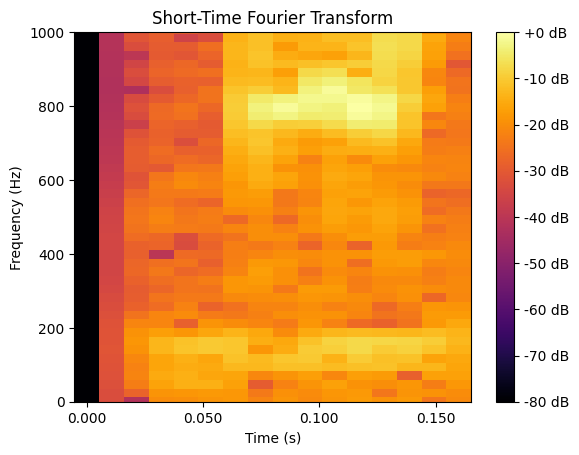 Short-Time Fourier Transform
1000
800
600
400
200
0
Frequency (Hz)
0.000
0.050
0.100
0.150
Time (s)
+0 dB
-10 dB
-20 dB
-30 dB
-40 dB
-50 dB
-60 dB
-70 dB
-80 dB